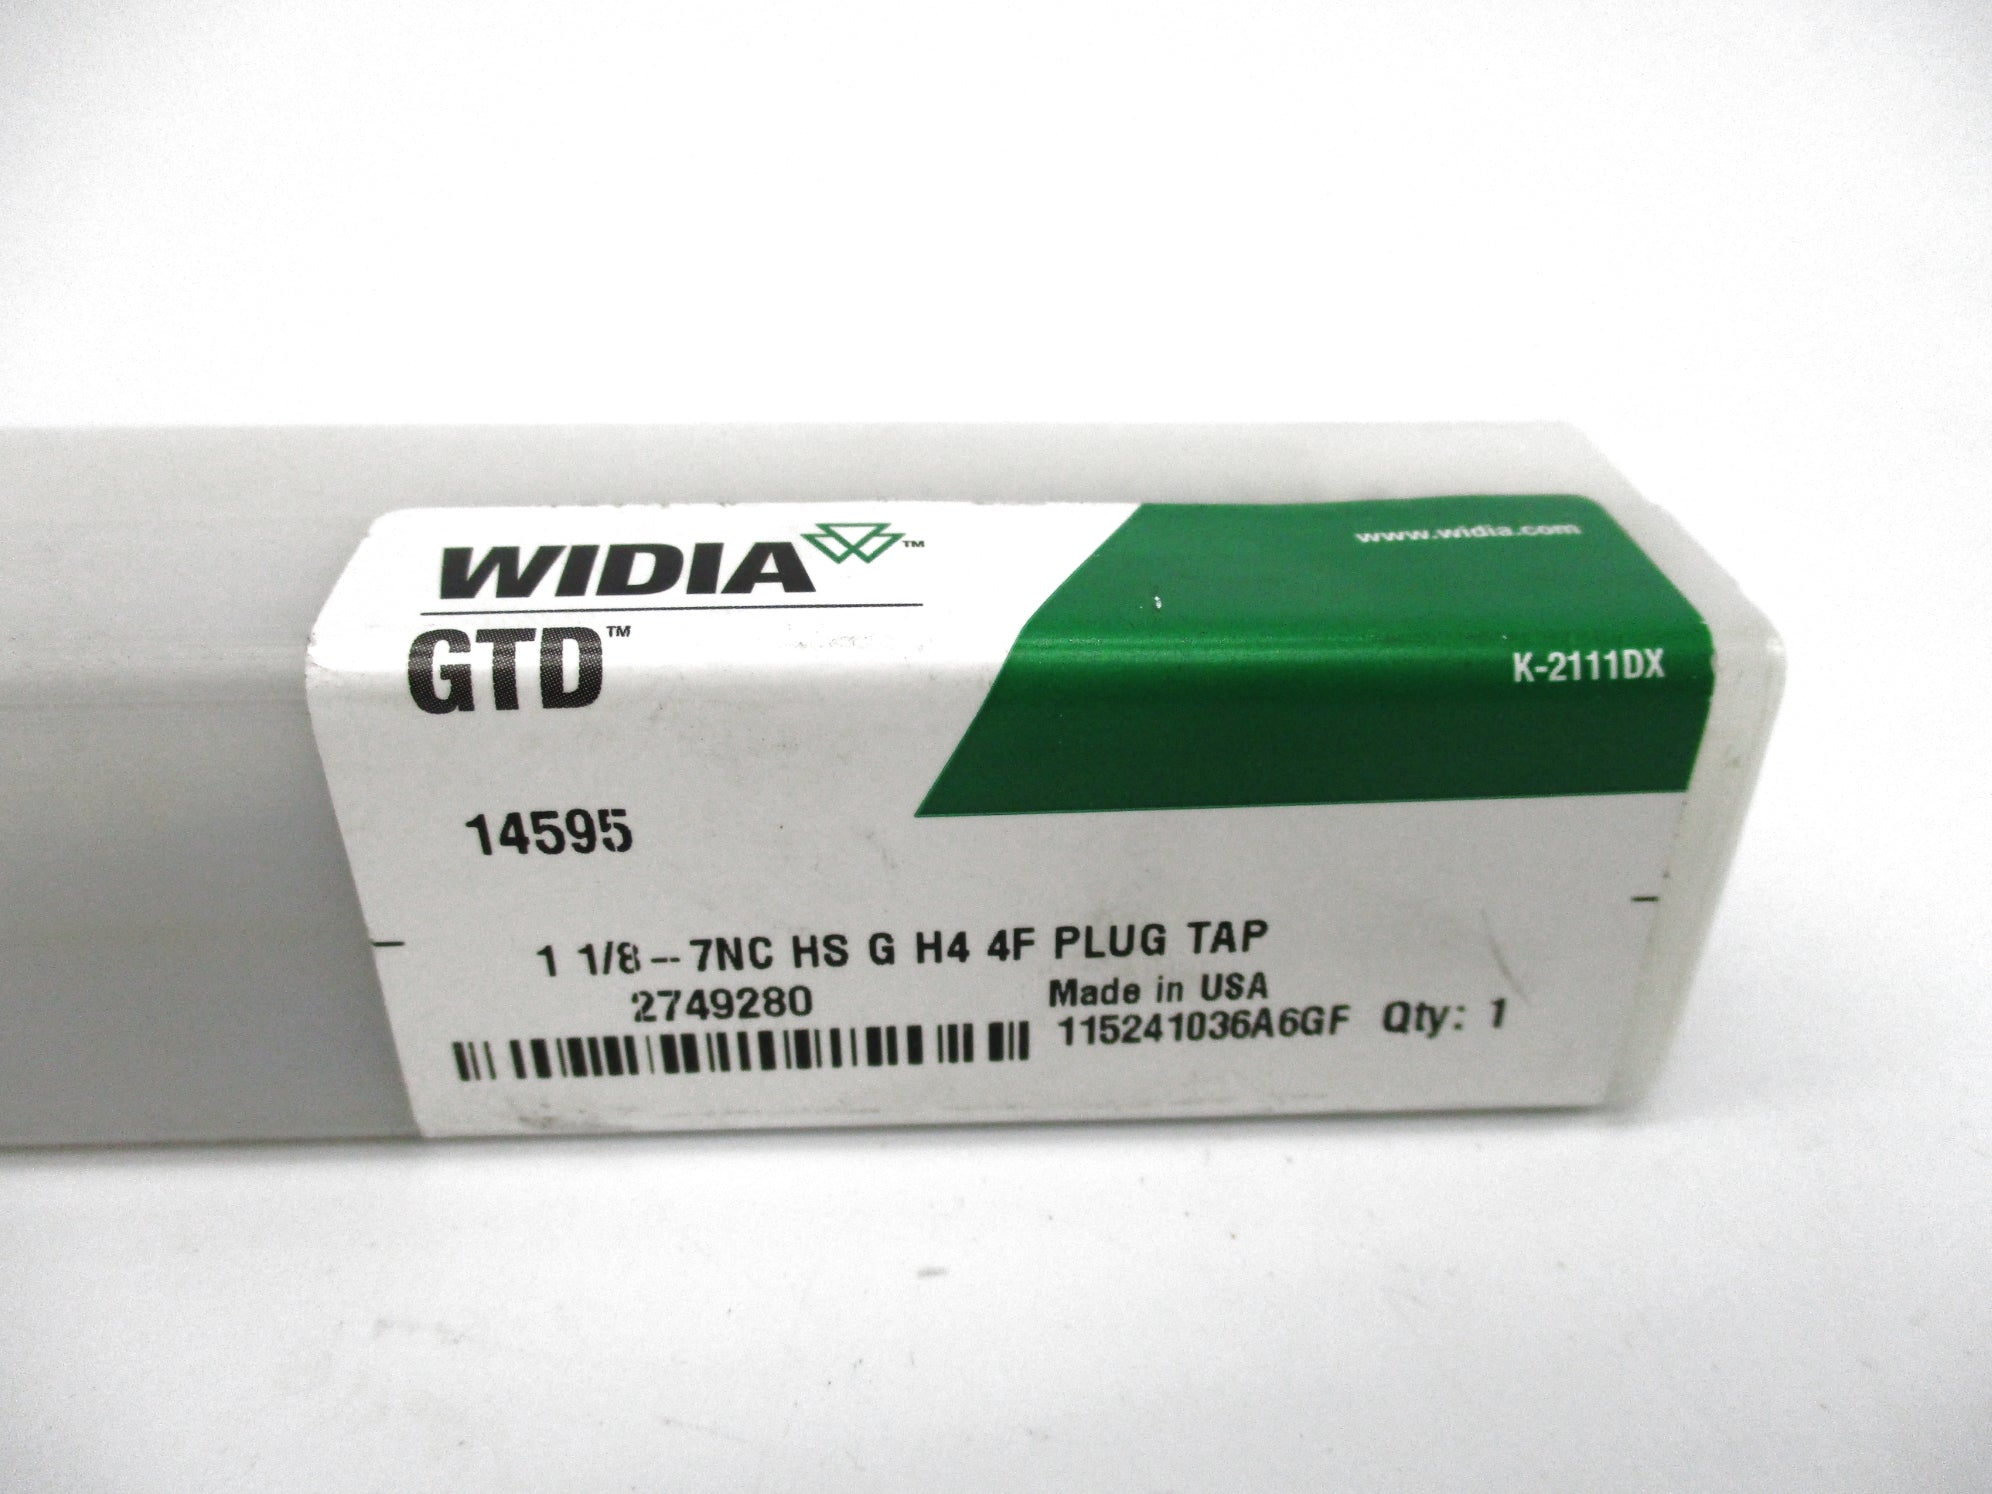 WIDIA™
www.widia.com
GTD™
K-2111DX
14595
1 1/8 -- 7NC HS G H4 4F PLUG TAP
2749280
Made in USA
115241036A6GF Qty: 1